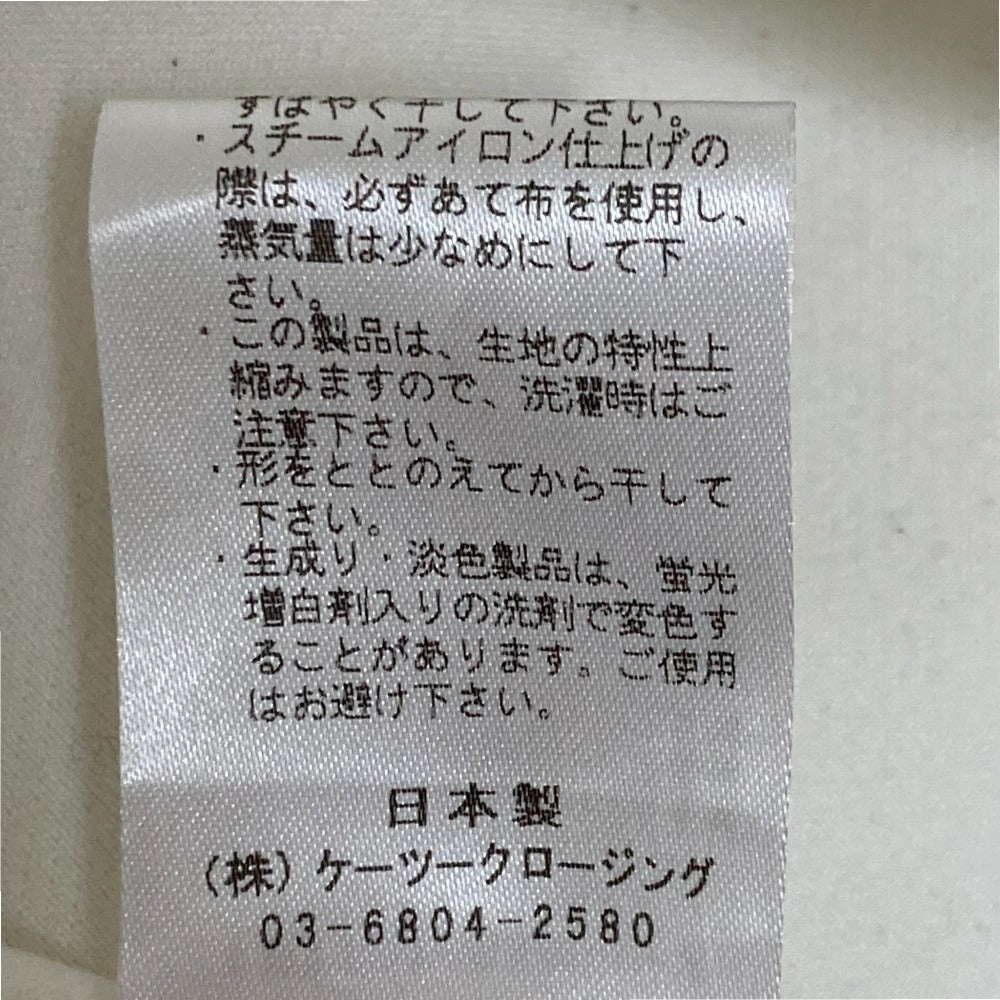 すばやく干して下さい。
・スチームアイロン仕上げの
際は、必ずあて布を使用し、
蒸気量は少なめにして下
さい。
・この製品は、生地の特性上
縮みますので、洗濯時はご
注意下さい。
・形をととのえてから干して
下さい。
・生成り・淡色製品は、蛍光
増白剤入りの洗剤で変色す
ることがあります。ご使用
はお避け下さい。
日本製
(株)ケーツークロージング
03-6804-2580